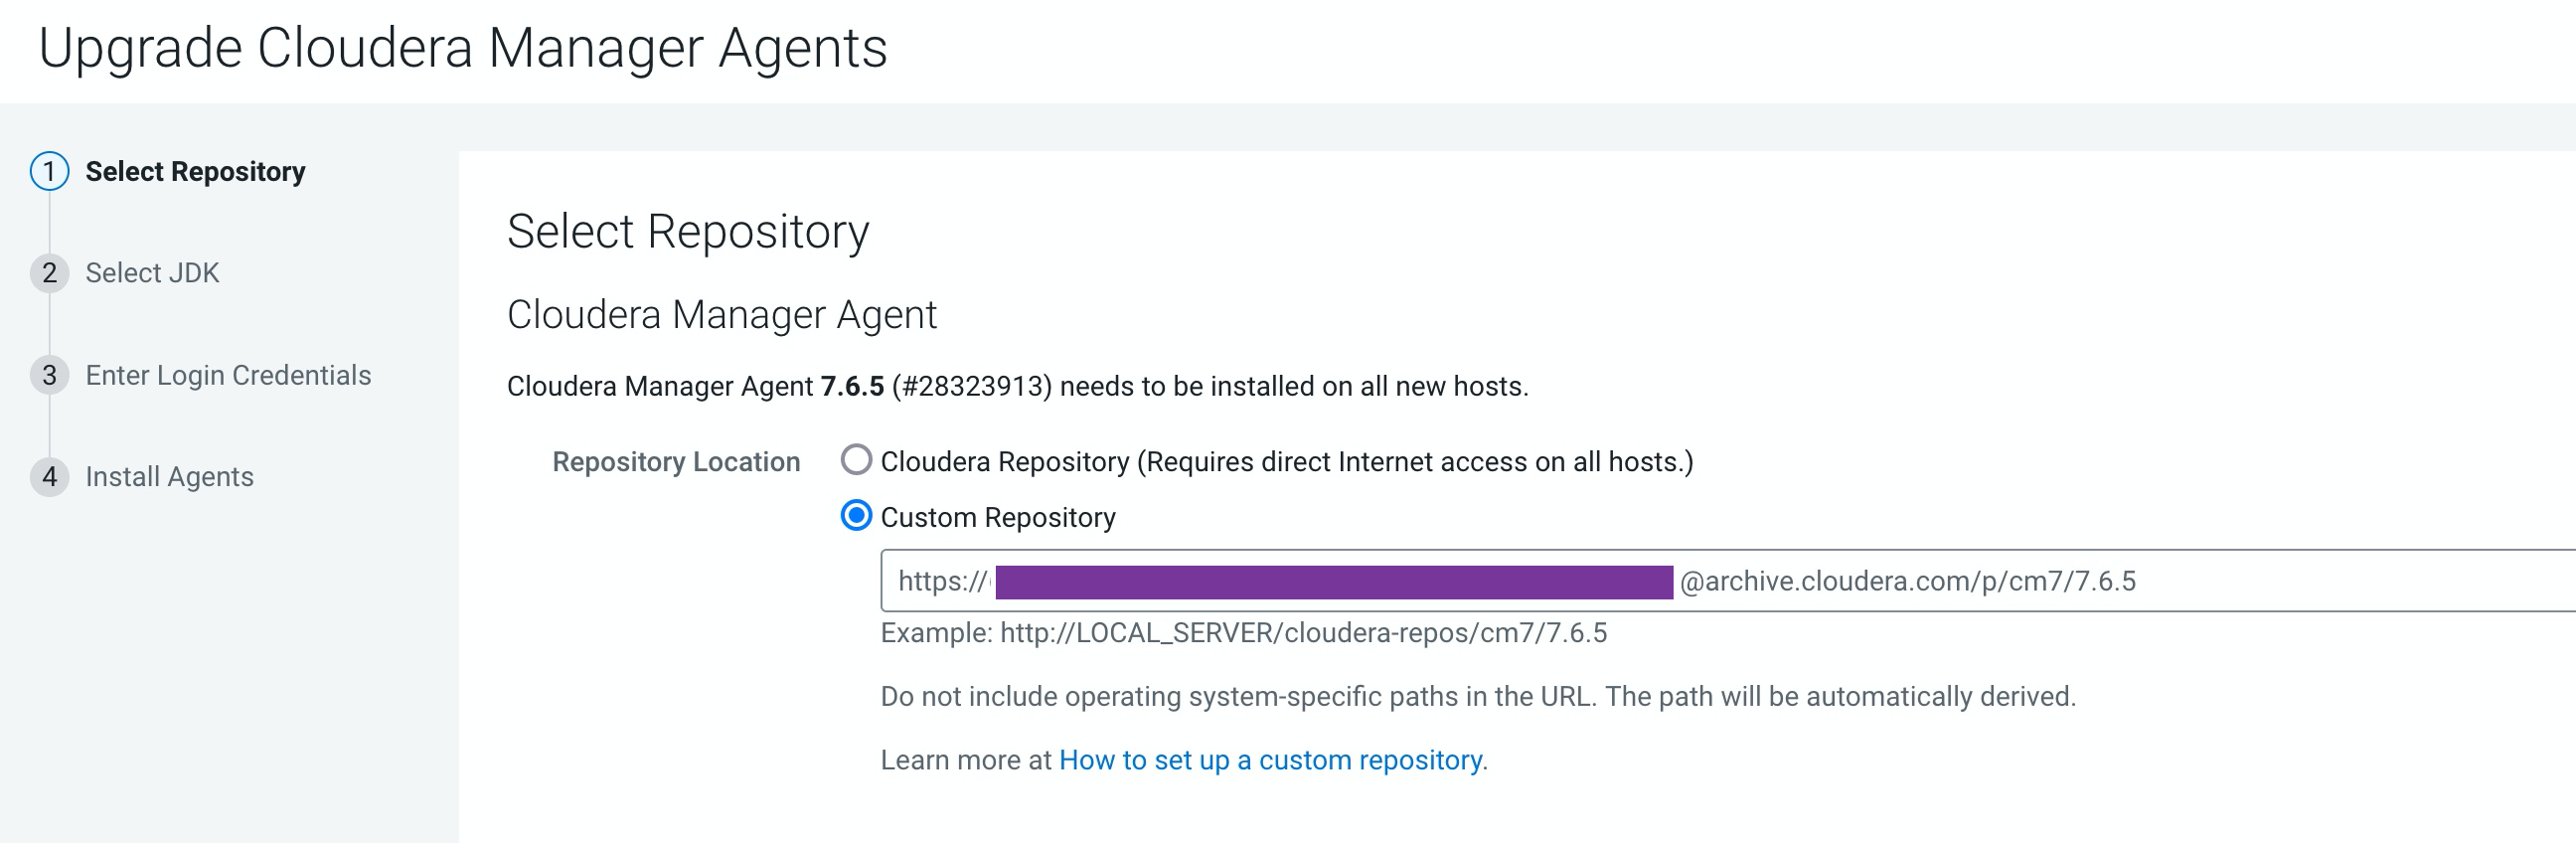 Upgrade Cloudera Manager Agents
1 Select Repository
2 Select JDK
3 Enter Login Credentials
4 Install Agents
Select Repository
Cloudera Manager Agent
Cloudera Manager Agent 7.6.5 (#28323913) needs to be installed on all new hosts.
Repository Location
Cloudera Repository (Requires direct Internet access on all hosts.)
Custom Repository
https:// @archive.cloudera.com/p/cm7/7.6.5
Example: http://LOCAL_SERVER/cloudera-repos/cm7/7.6.5
Do not include operating system-specific paths in the URL. The path will be automatically derived.
Learn more at How to set up a custom repository.